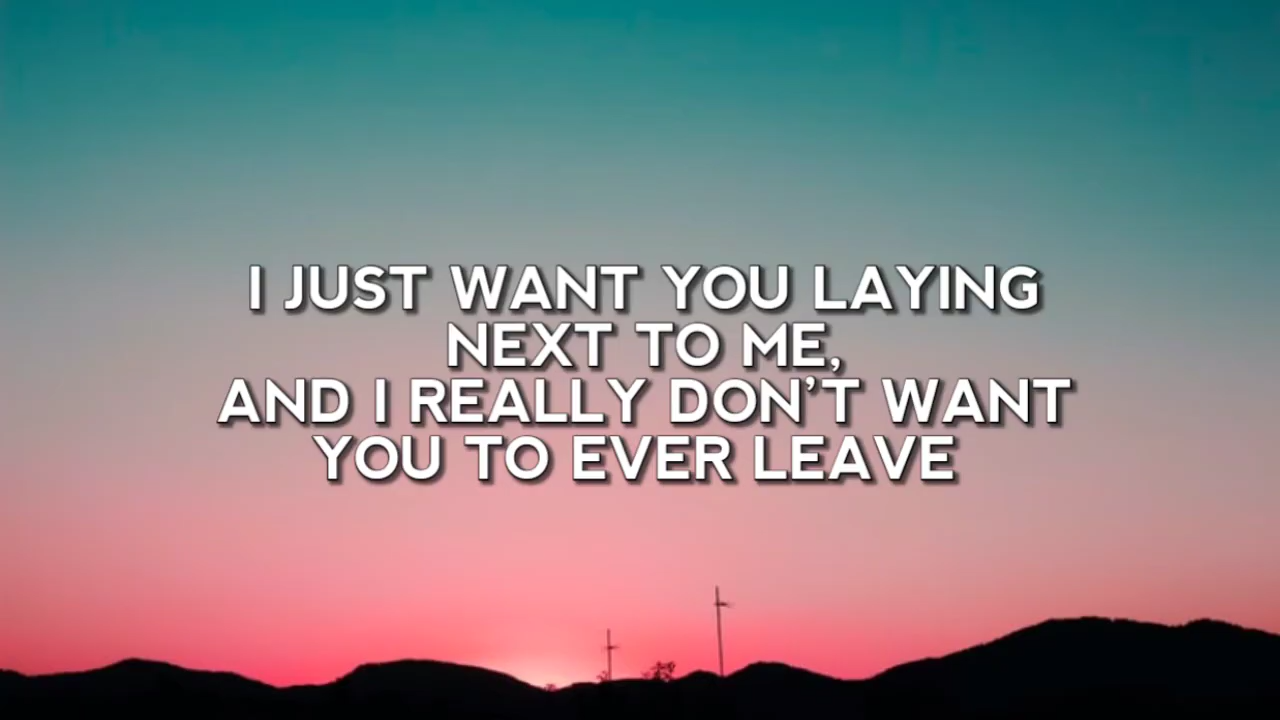 I JUST WANT YOU LAYING
NEXT TO ME,
AND I REALLY DON'T WANT
YOU TO EVER LEAVE